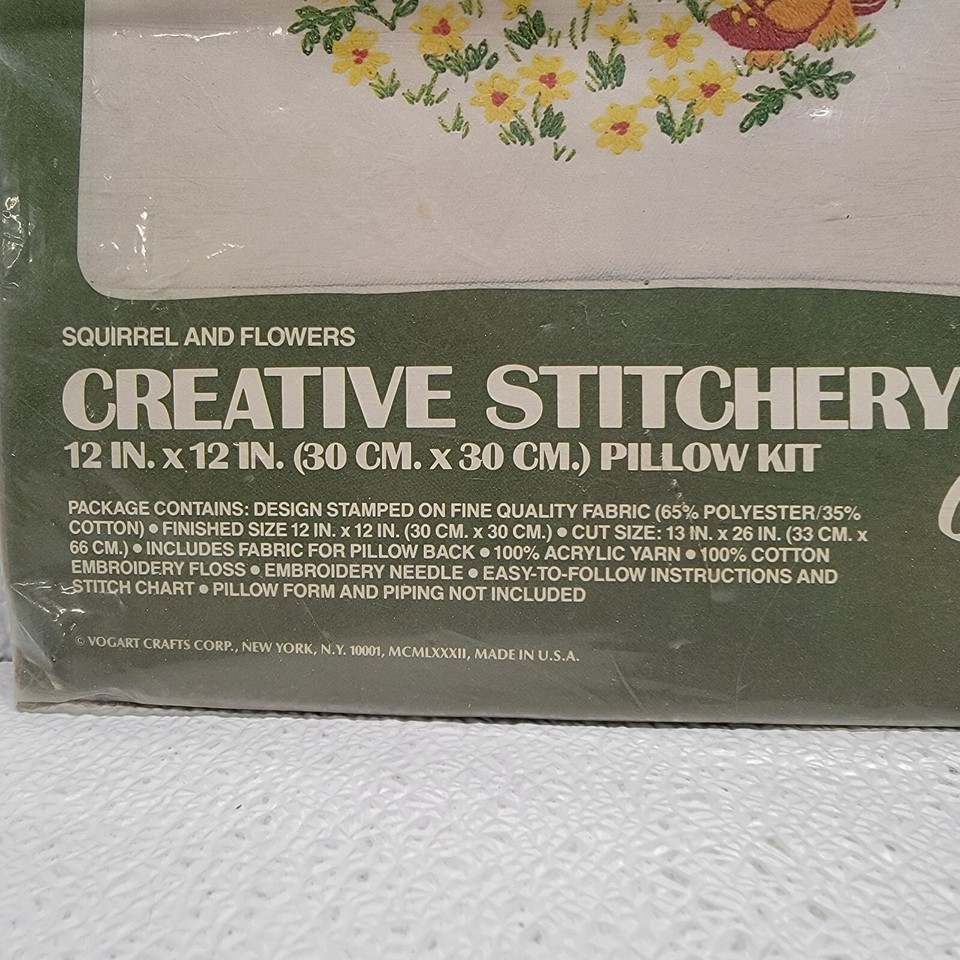 SQUIRREL AND FLOWERS
CREATIVE STITCHERY
12 IN. x 12 IN. (30 CM. x 30 CM.) PILLOW KIT
PACKAGE CONTAINS: DESIGN STAMPED ON FINE QUALITY FABRIC (65% POLYESTER/35%
COTTON) ● FINISHED SIZE 12 IN. x 12 IN. (30 CM. x 30 CM.) ● CUT SIZE: 13 IN. x 26 IN. (33 CM. x
66 CM.) ● INCLUDES FABRIC FOR PILLOW BACK ● 100% ACRYLIC YARN ● 100% COTTON
EMBROIDERY FLOSS ● EMBROIDERY NEEDLE ● EASY-TO-FOLLOW INSTRUCTIONS AND
STITCH CHART ● PILLOW FORM AND PIPING NOT INCLUDED
© VOGART CRAFTS CORP., NEW YORK, N.Y. 10001, MCMLXXXII, MADE IN U.S.A.